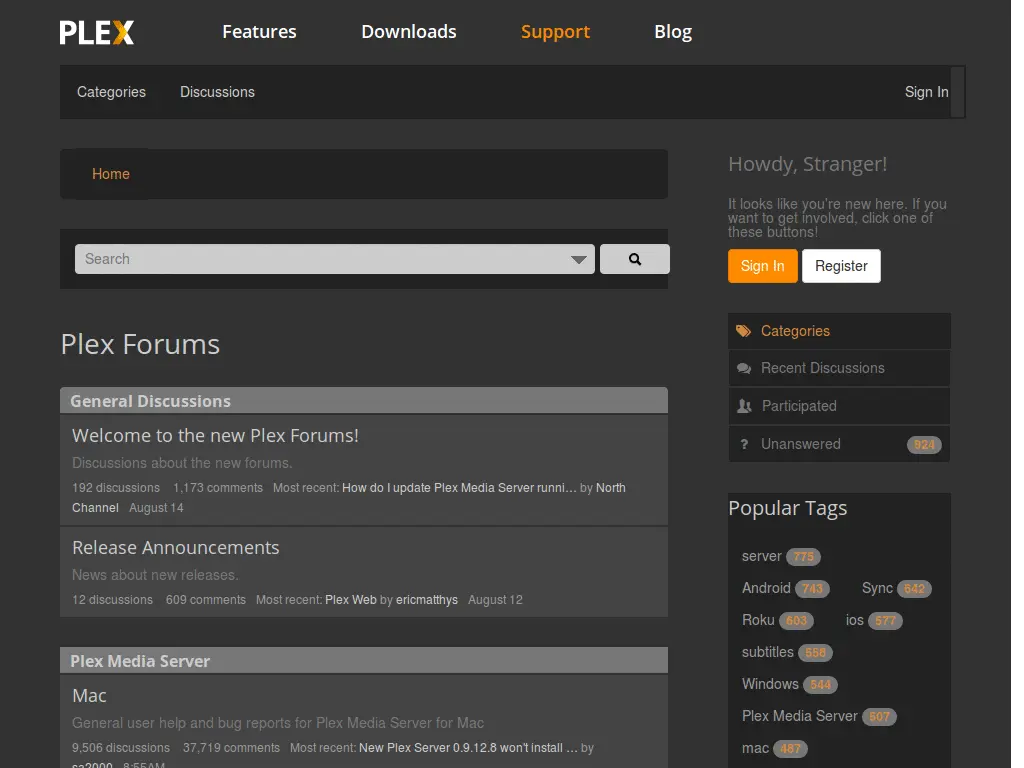 PLEX
Features
Downloads
Support
Blog
Categories
Discussions
Sign In
Home
Search
Plex Forums
General Discussions
Welcome to the new Plex Forums!
Discussions about the new forums.
192 discussions 1,173 comments Most recent: How do I update Plex Media Server runni... by North
Channel August 14
Release Announcements
News about new releases.
12 discussions 609 comments Most recent: Plex Web by ericmatthys August 12
Plex Media Server
Mac
General user help and bug reports for Plex Media Server for Mac
9,506 discussions 37,719 comments Most recent: New Plex Server 0.9.12.8 won't install ... by
sa2000 8:55AM
Howdy, Stranger!
It looks like you're new here. If you
want to get involved, click one of
these buttons!
Sign In
Register
Categories
Recent Discussions
Participated
Unanswered 924
Popular Tags
server 775
Android 743 Sync 642
Roku 603 ios 577
subtitles 558
Windows 544
Plex Media Server 507
mac 487